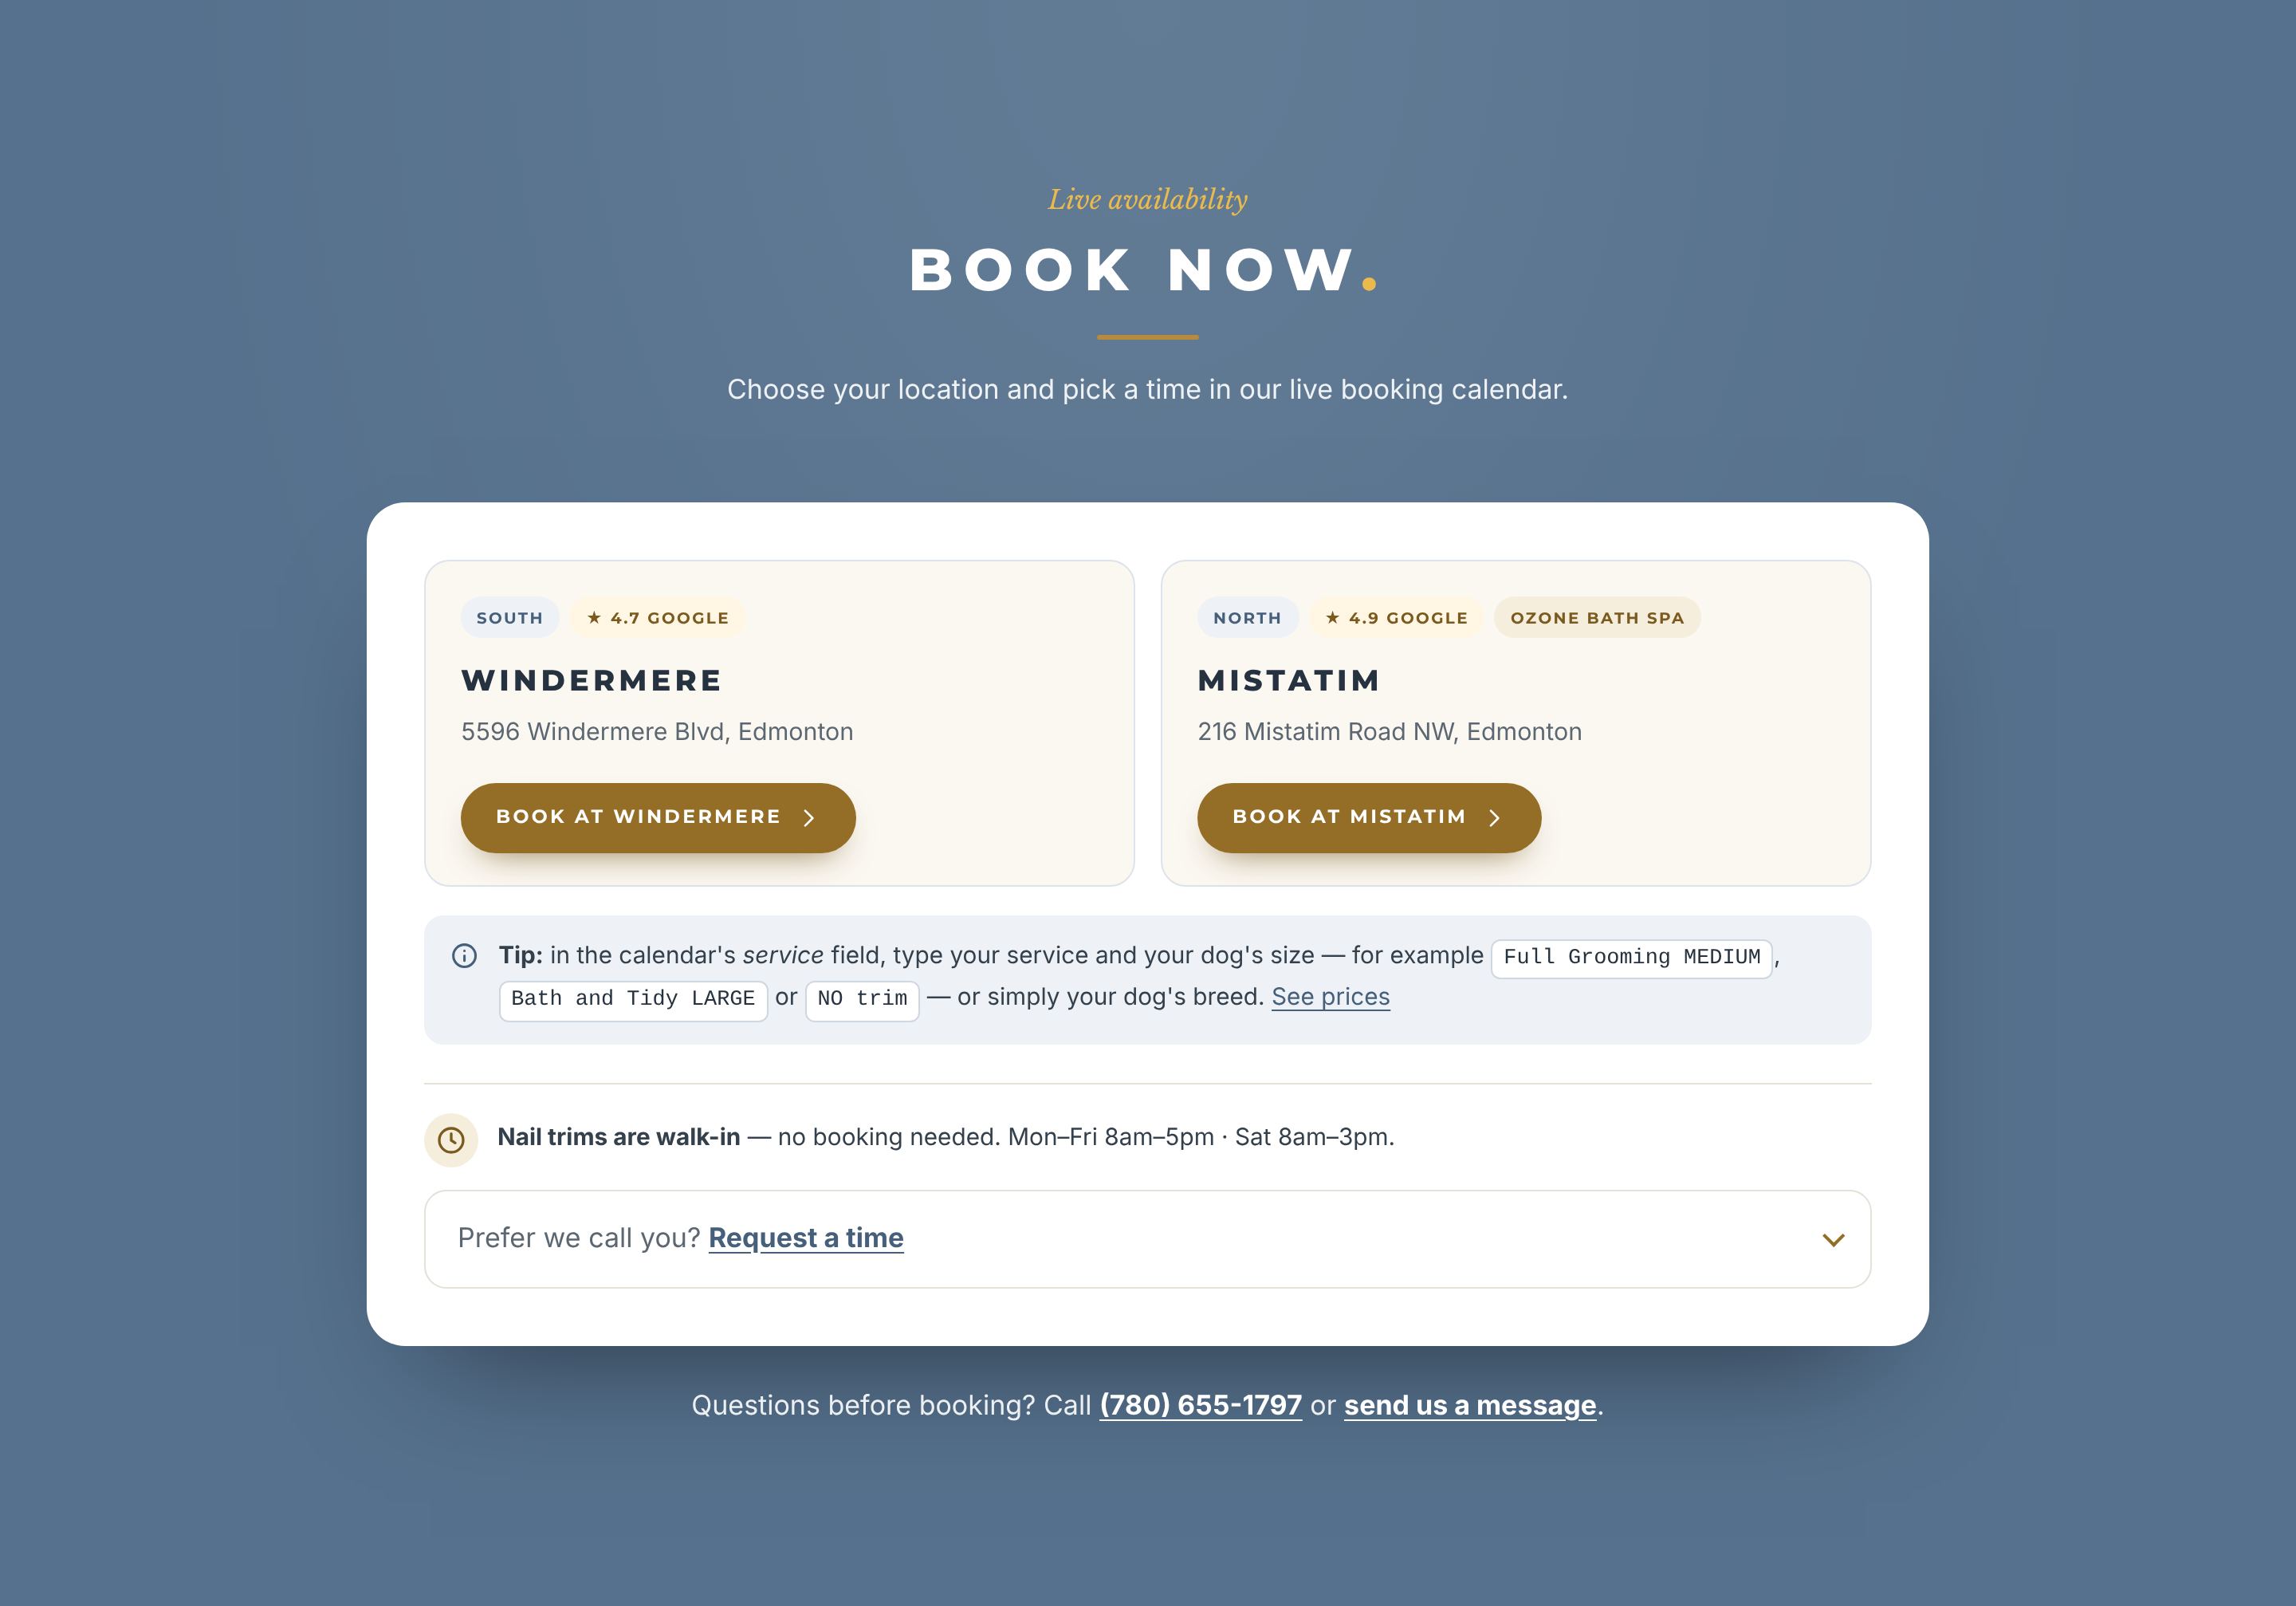 Live availability
BOOK NOW.
Choose your location and pick a time in our live booking calendar.
SOUTH ★ 4.7 GOOGLE
WINDERMERE
5596 Windermere Blvd, Edmonton
BOOK AT WINDERMERE
NORTH ★ 4.9 GOOGLE OZONE BATH SPA
MISTATIM
216 Mistatim Road NW, Edmonton
BOOK AT MISTATIM
Tip: in the calendar's service field, type your service and your dog's size — for example Full Grooming MEDIUM,
Bath and Tidy LARGE or NO trim — or simply your dog's breed. See prices
Nail trims are walk-in — no booking needed. Mon–Fri 8am–5pm · Sat 8am–3pm.
Prefer we call you? Request a time
Questions before booking? Call (780) 655-1797 or send us a message.